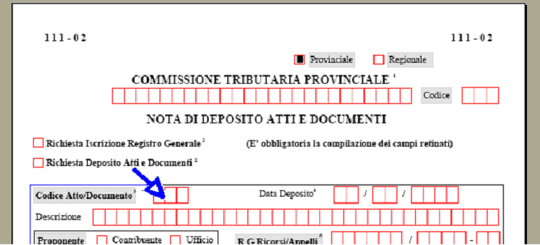 111-02 111-02
Provinciale Regionale
COMMISSIONE TRIBUTARIA PROVINCIALE 1
Codice
NOTA DI DEPOSITO ATTI E DOCUMENTI
Richiesta Iscrizione Registro Generale 2 (E' obbligatoria la compilazione dei campi retinati)
Richiesta Deposito Atti e Documenti 2
Codice Atto/Documento 3 Data Deposito 4 / /
Descrizione
Proponente Contribuente Ufficio R.G.Ricorsi/Appelli / -